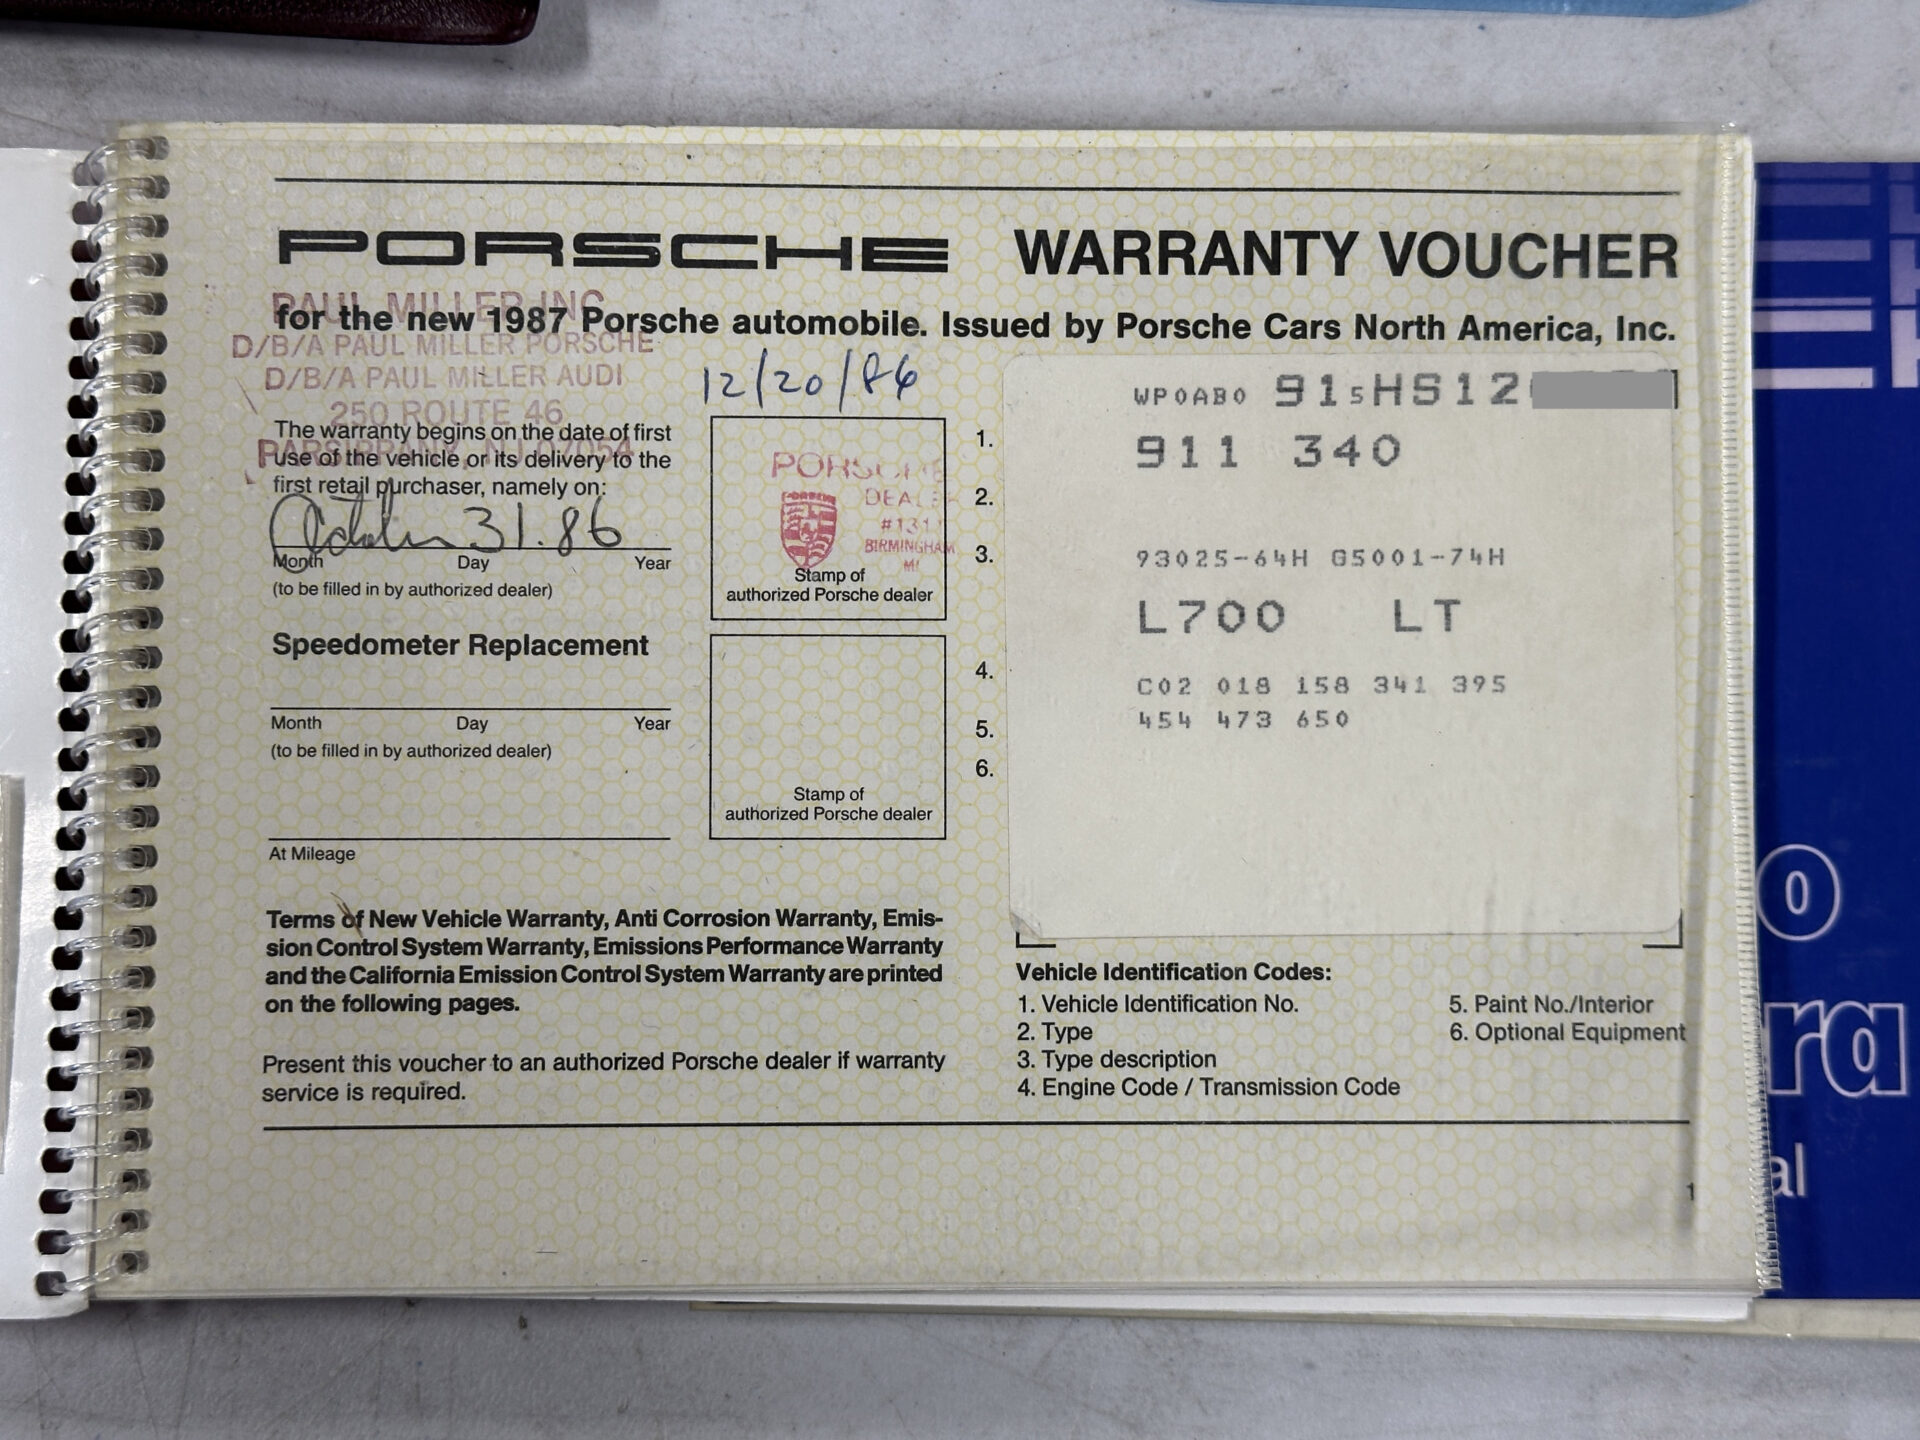 PORSCHE WARRANTY VOUCHER
for the new 1987 Porsche automobile. Issued by Porsche Cars North America, Inc.
PAUL MILLER INC
D/B/A PAUL MILLER PORSCHE
D/B/A PAUL MILLER AUDI
250 ROUTE 46
PARSIPPANY, NJ 07054
12/20/86
The warranty begins on the date of first
use of the vehicle or its delivery to the
first retail purchaser, namely on:
October 31.86
Month Day Year
(to be filled in by authorized dealer)
PORSCHE
DEALER
#1311
BIRMINGHAM
MI
Stamp of
authorized Porsche dealer
Speedometer Replacement
Month Day Year
(to be filled in by authorized dealer)
At Mileage
Stamp of
authorized Porsche dealer
Terms of New Vehicle Warranty, Anti Corrosion Warranty, Emis-
sion Control System Warranty, Emissions Performance Warranty
and the California Emission Control System Warranty are printed
on the following pages.
Present this voucher to an authorized Porsche dealer if warranty
service is required.
1. WP0AB0 915HS12
2. 911 340
3.
93025-64H G5001-74H
4. L700 LT
5. C02 018 158 341 395
454 473 650
6.
Vehicle Identification Codes:
1. Vehicle Identification No.
2. Type
3. Type description
4. Engine Code / Transmission Code
5. Paint No./Interior
6. Optional Equipment
1
o
ra
al